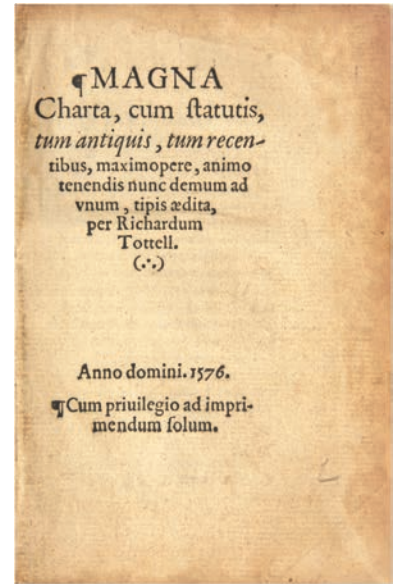 ¶MAGNA
Charta, cum ſtatutis,
tum antiquis, tum recen-
tibus, maximopere, animo
tenendis nunc demum ad
vnum, tipis ædita,
per Richardum
Tottell.
(∴)
Anno domini. 1576.
¶Cum priuilegio ad impri-
mendum ſolum.